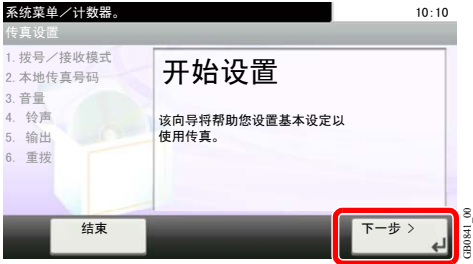 系统菜单／计数器。
10:10
传真设置
1. 拨号／接收模式
2. 本地传真号码
3. 音量
4. 铃声
5. 输出
6. 重拨
开始设置
该向导将帮助您设置基本设定以
使用传真。
结束
下一步 >
GB0841_00